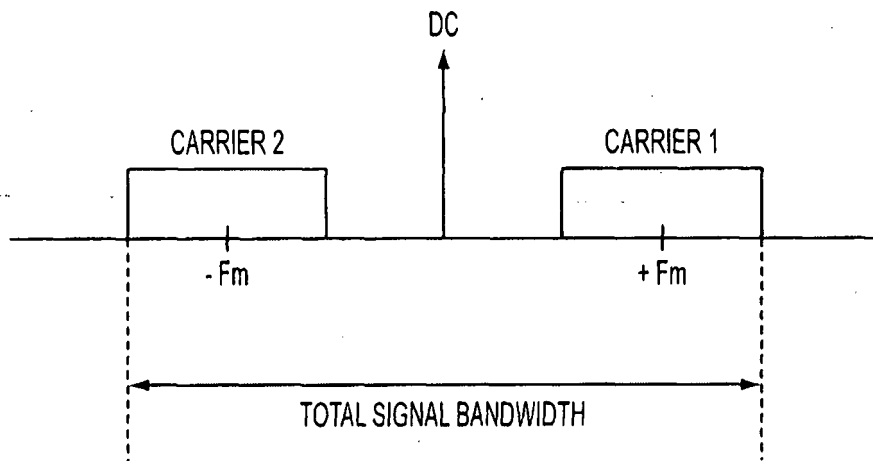 DC
CARRIER 2
CARRIER 1
- Fm
+ Fm
TOTAL SIGNAL BANDWIDTH